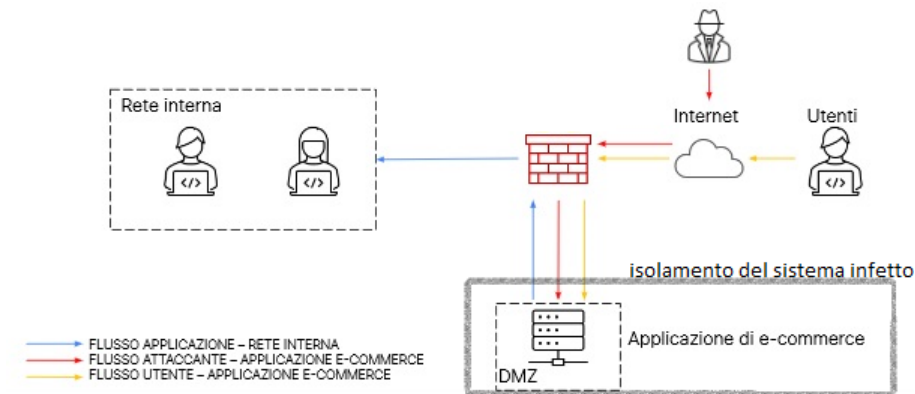 Rete interna
Internet
Utenti
isolamento del sistema infetto
Applicazione di e-commerce
DMZ
FLUSSO APPLICAZIONE – RETE INTERNA
FLUSSO ATTACCANTE – APPLICAZIONE E-COMMERCE
FLUSSO UTENTE – APPLICAZIONE E-COMMERCE